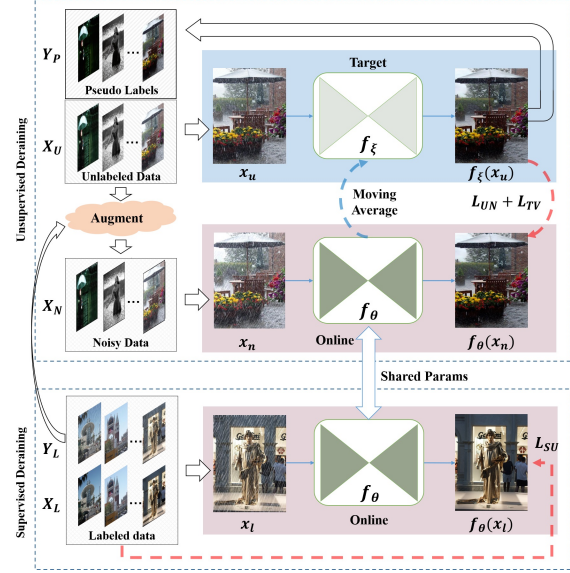 Unsupervised Deraining
Y_P
Pseudo Labels
X_U
Unlabeled Data
Target
x_u
f_ξ
f_ξ(x_u)
Augment
Moving
Average
L_UN + L_TV
X_N
Noisy Data
x_n
f_θ
Online
f_θ(x_n)
Shared Params
Supervised Deraining
Y_L
X_L
Labeled data
x_l
f_θ
Online
f_θ(x_l)
L_SU